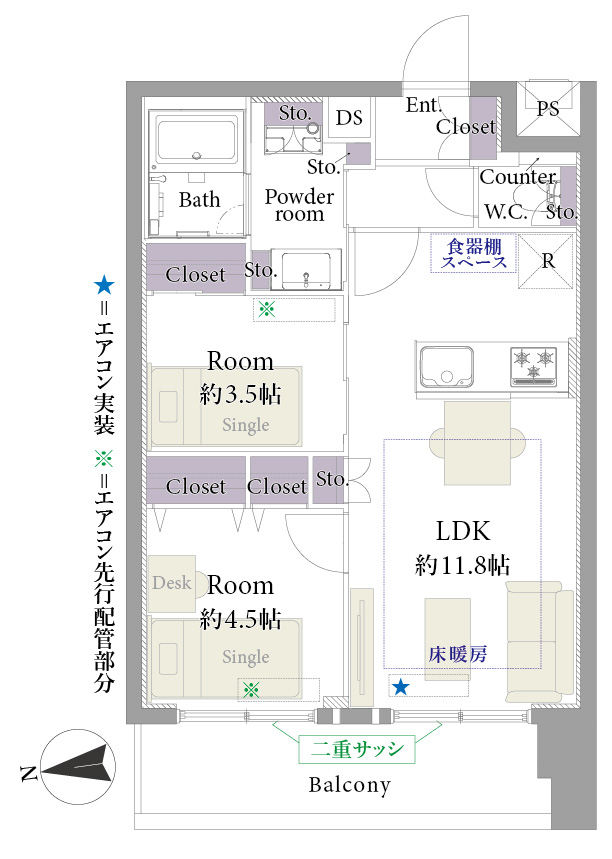 Ent.
Sto.
DS
PS
Closet
Sto.
Counter
Bath
Powder
room
W.C.
Sto.
食器棚
スペース
R
Closet
Sto.
※
Room
約3.5帖
Single
★=エアコン実装 ※=エアコン先行配管部分
Closet
Closet
Sto.
LDK
約11.8帖
Desk
Room
約4.5帖
Single
床暖房
※
★
二重サッシ
Balcony
N